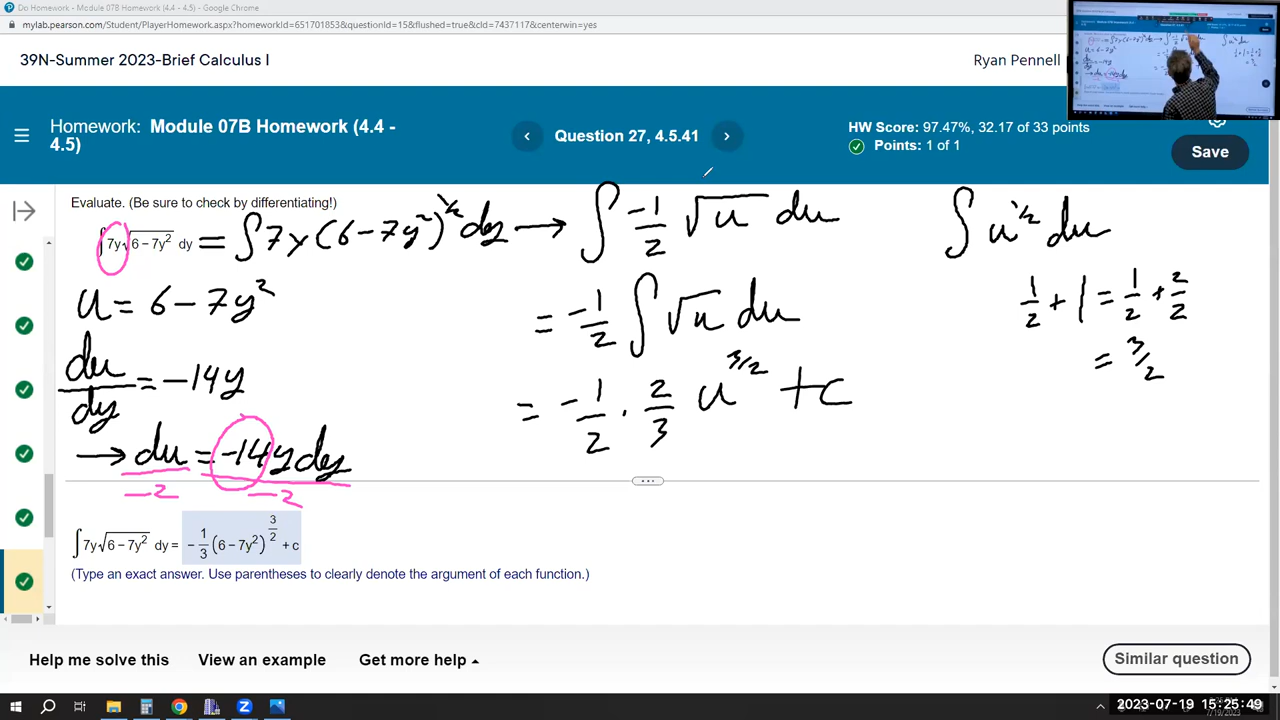 Do Homework - Module 07B Homework (4.4 - 4.5) - Google Chrome
mylab.pearson.com/Student/PlayerHomework.aspx?homeworkId=651701853&questionId=15&flushed=true&cId=7437117&centerwin=yes
39N-Summer 2023-Brief Calculus I
Ryan Pennell
Homework: Module 07B Homework (4.4 - 4.5)
Question 27, 4.5.41
HW Score: 97.47%, 32.17 of 33 points
Points: 1 of 1
Save
Evaluate. (Be sure to check by differentiating!)
∫7y√(6−7y²) dy = ∫7y(6−7y²)^½ dy → ∫ −1/2 √u du
u = 6−7y²
du/dy = −14y
→ du = −14y dy
−2 −2
= −1/2 ∫√u du
= −1/2 · 2/3 u^3/2 + c
∫u^½ du
1/2 + 1 = 1/2 + 2/2
= 3/2
∫7y√(6−7y²) dy = −1/3 (6−7y²)^3/2 + c
(Type an exact answer. Use parentheses to clearly denote the argument of each function.)
Help me solve this
View an example
Get more help
Similar question
2023-07-19 15:25:49